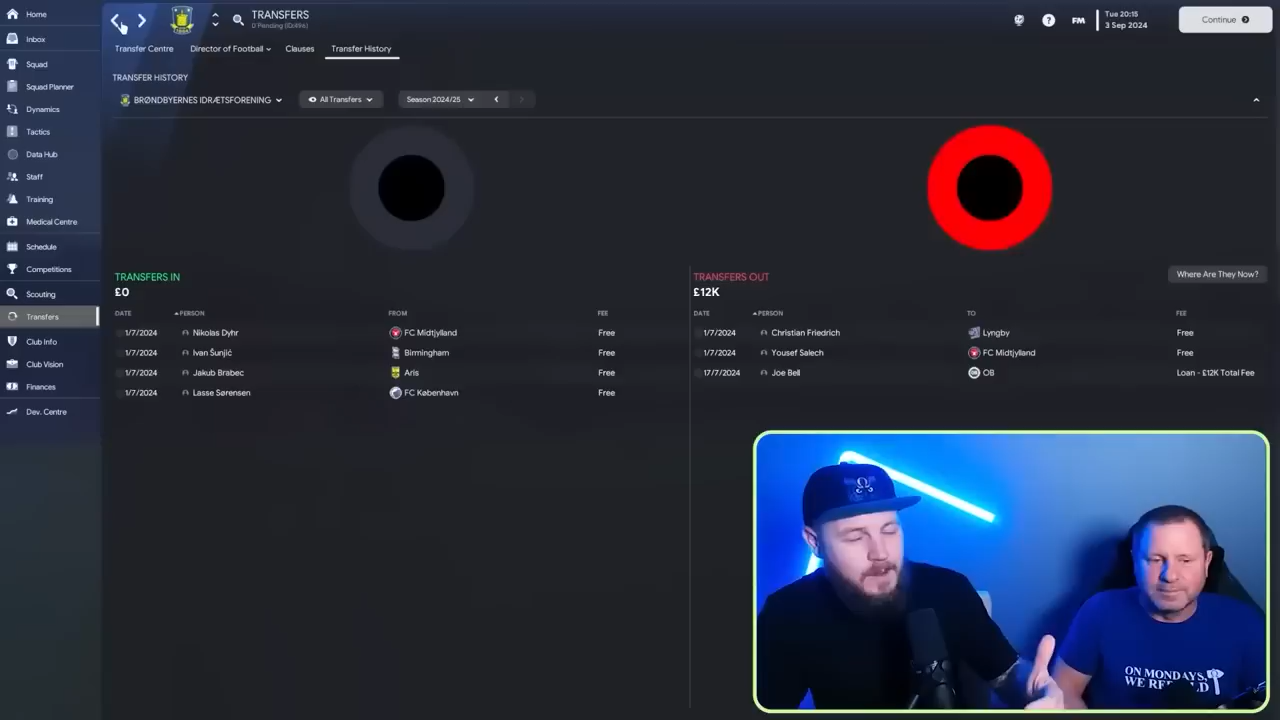 Home
TRANSFERS
Tue 20:15
3 Sep 2024
FM
Continue
Inbox
Transfer Centre
Director of Football
Clauses
Transfer History
Squad
TRANSFER HISTORY
Squad Planner
BRØNDBYERNES IDRÆTSFORENING
All Transfers
Season 2024/25
Dynamics
Tactics
Data Hub
Staff
Training
Medical Centre
Schedule
Competitions
Scouting
Transfers
Club Info
Club Vision
Finances
Dev. Centre
TRANSFERS IN
£0
DATE PERSON FROM FEE
1/7/2024 Nikolas Dyhr FC Midtjylland Free
1/7/2024 Ivan Šunjić Birmingham Free
1/7/2024 Jakub Brabec Aris Free
1/7/2024 Lasse Sørensen FC København Free
TRANSFERS OUT
Where Are They Now?
£12K
DATE PERSON TO FEE
1/7/2024 Christian Friedrich Lyngby Free
1/7/2024 Yousef Salech FC Midtjylland Free
17/7/2024 Joe Bell OB Loan - £12K Total Fee
ON MONDAYS,
WE